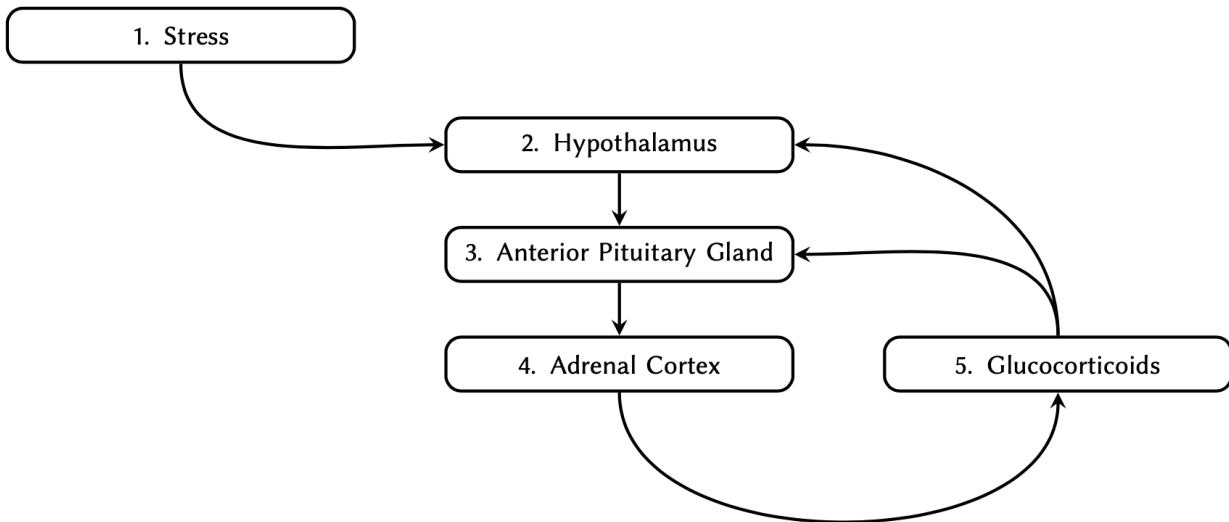 1. Stress
2. Hypothalamus
3. Anterior Pituitary Gland
4. Adrenal Cortex
5. Glucocorticoids